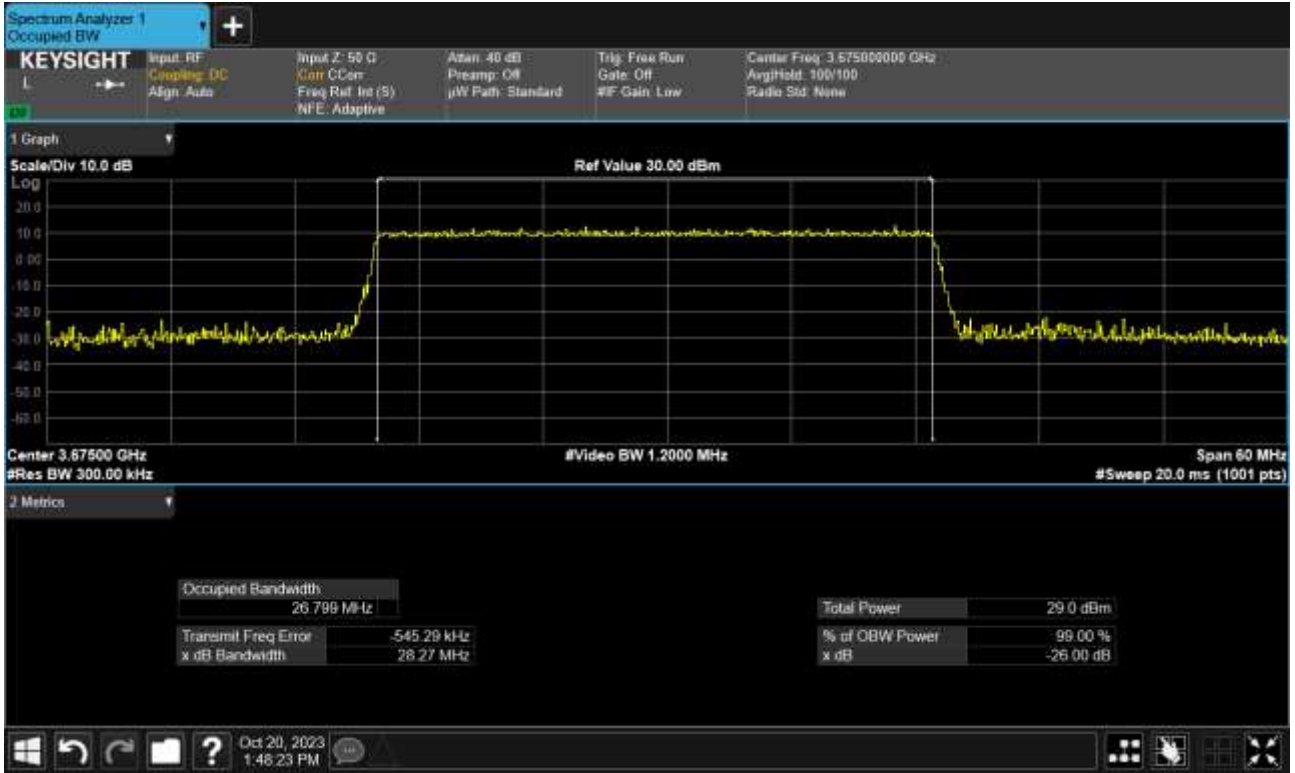 Spectrum Analyzer 1
Occupied BW
+
KEYSIGHT
L
Input: RF
Coupling: DC
Align: Auto
Input Z: 50 Ω
Corr CCorr
Freq Ref: Int (S)
NFE: Adaptive
Atten: 40 dB
Preamp: Off
µW Path: Standard
Trig: Free Run
Gate: Off
#IF Gain: Low
Center Freq: 3.675000000 GHz
Avg|Hold: 100/100
Radio Std: None
1 Graph
Scale/Div 10.0 dB
Ref Value 30.00 dBm
Log
20.0
10.0
0.00
-10.0
-20.0
-30.0
-40.0
-50.0
-60.0
Center 3.67500 GHz
#Video BW 1.2000 MHz
Span 60 MHz
#Res BW 300.00 kHz
#Sweep 20.0 ms (1001 pts)
2 Metrics
Occupied Bandwidth
26.799 MHz
Total Power 29.0 dBm
Transmit Freq Error -545.29 kHz
% of OBW Power 99.00 %
x dB Bandwidth 28.27 MHz
x dB -26.00 dB
?
Oct 20, 2023
1:48:23 PM